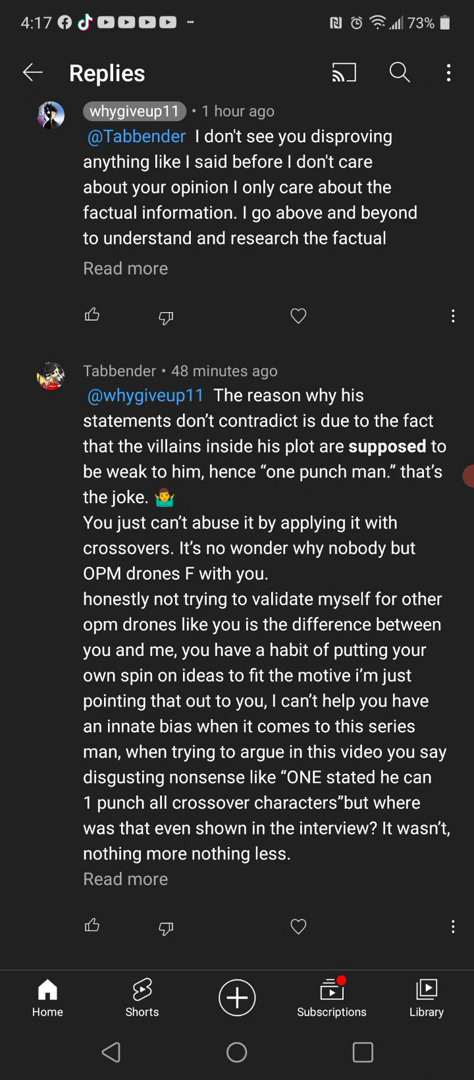 4:17 73%
Replies
whygiveup11 • 1 hour ago
@Tabbender I don't see you disproving
anything like I said before I don't care
about your opinion I only care about the
factual information. I go above and beyond
to understand and research the factual
Read more
Tabbender • 48 minutes ago
@whygiveup11 The reason why his
statements don’t contradict is due to the fact
that the villains inside his plot are supposed to
be weak to him, hence “one punch man.” that’s
the joke. 🤷‍♂️
You just can’t abuse it by applying it with
crossovers. It’s no wonder why nobody but
OPM drones F with you.
honestly not trying to validate myself for other
opm drones like you is the difference between
you and me, you have a habit of putting your
own spin on ideas to fit the motive i’m just
pointing that out to you, I can’t help you have
an innate bias when it comes to this series
man, when trying to argue in this video you say
disgusting nonsense like “ONE stated he can
1 punch all crossover characters”but where
was that even shown in the interview? It wasn’t,
nothing more nothing less.
Read more
Home Shorts Subscriptions Library